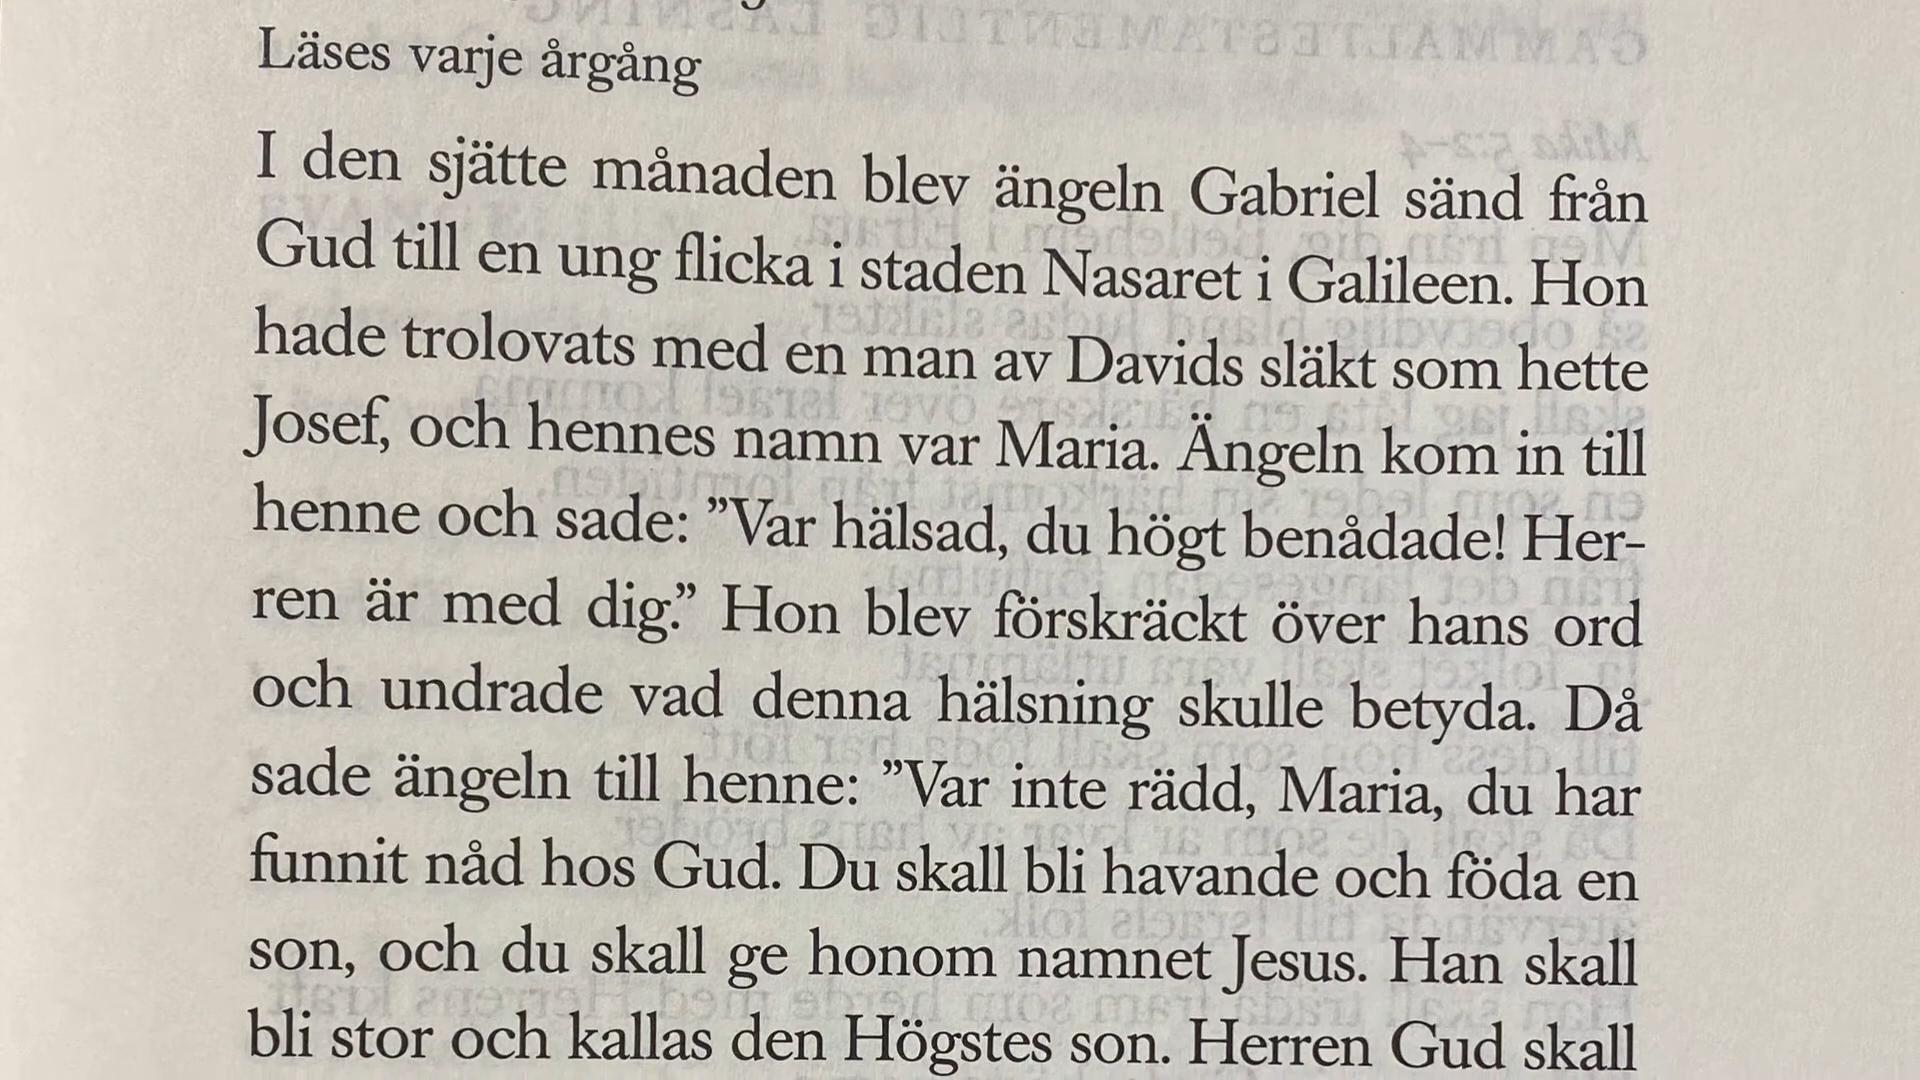 Läses varje årgång
I den sjätte månaden blev ängeln Gabriel sänd från
Gud till en ung flicka i staden Nasaret i Galileen. Hon
hade trolovats med en man av Davids släkt som hette
Josef, och hennes namn var Maria. Ängeln kom in till
henne och sade: ”Var hälsad, du högt benådade! Her-
ren är med dig.” Hon blev förskräckt över hans ord
och undrade vad denna hälsning skulle betyda. Då
sade ängeln till henne: ”Var inte rädd, Maria, du har
funnit nåd hos Gud. Du skall bli havande och föda en
son, och du skall ge honom namnet Jesus. Han skall
bli stor och kallas den Högstes son. Herren Gud skall